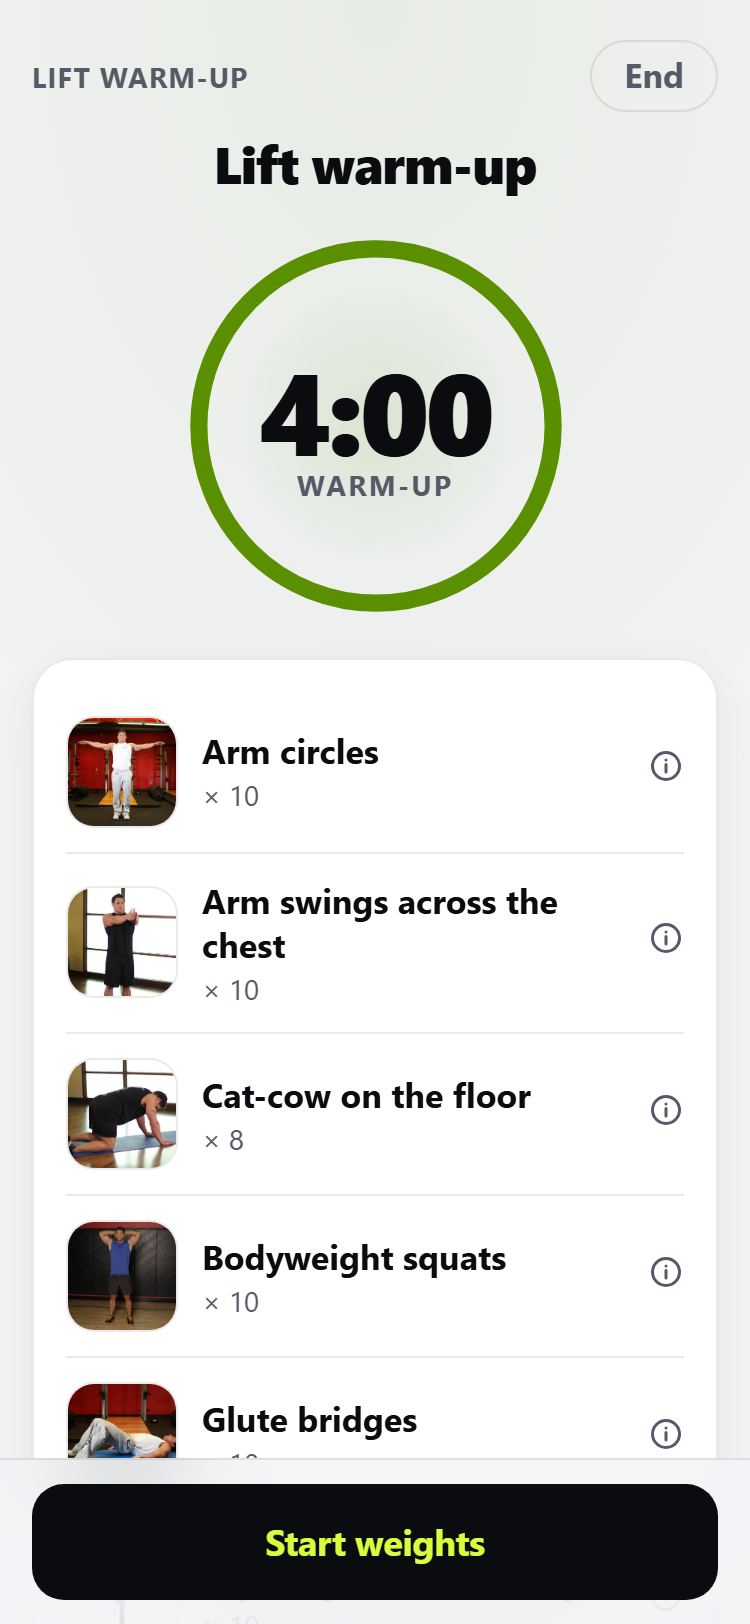 LIFT WARM-UP
End
Lift warm-up
4:00
WARM-UP
Arm circles
× 10
Arm swings across the
chest
× 10
Cat-cow on the floor
× 8
Bodyweight squats
× 10
Glute bridges
Start weights